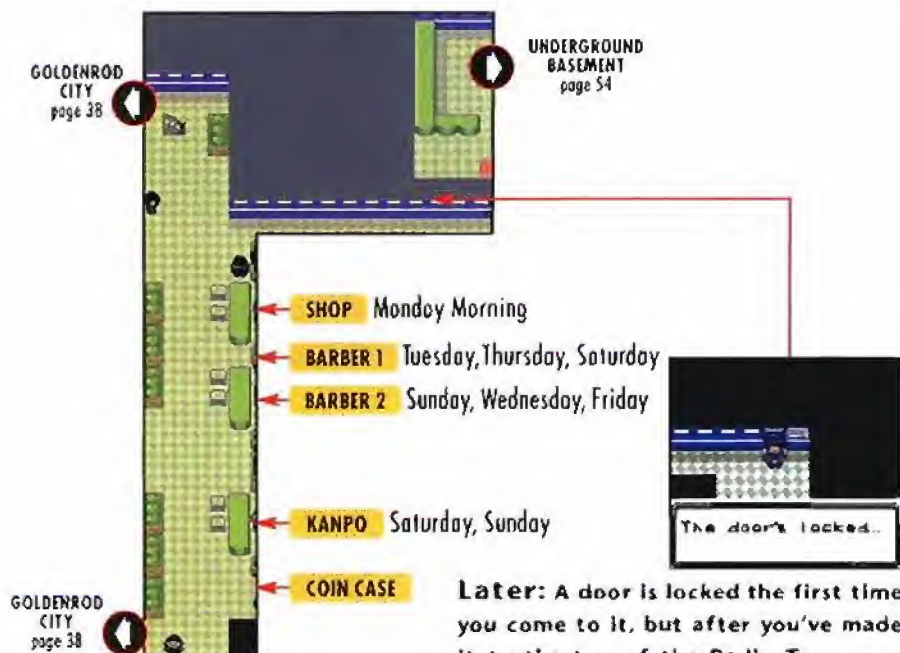 GOLDENROD
CITY
page 38
UNDERGROUND
BASEMENT
page 54
SHOP Monday Morning
BARBER 1 Tuesday, Thursday, Saturday
BARBER 2 Sunday, Wednesday, Friday
KANPO Saturday, Sunday
COIN CASE
The door's locked..
GOLDENROD
CITY
page 38
Later: A door is locked the first time
you come to it, but after you've made